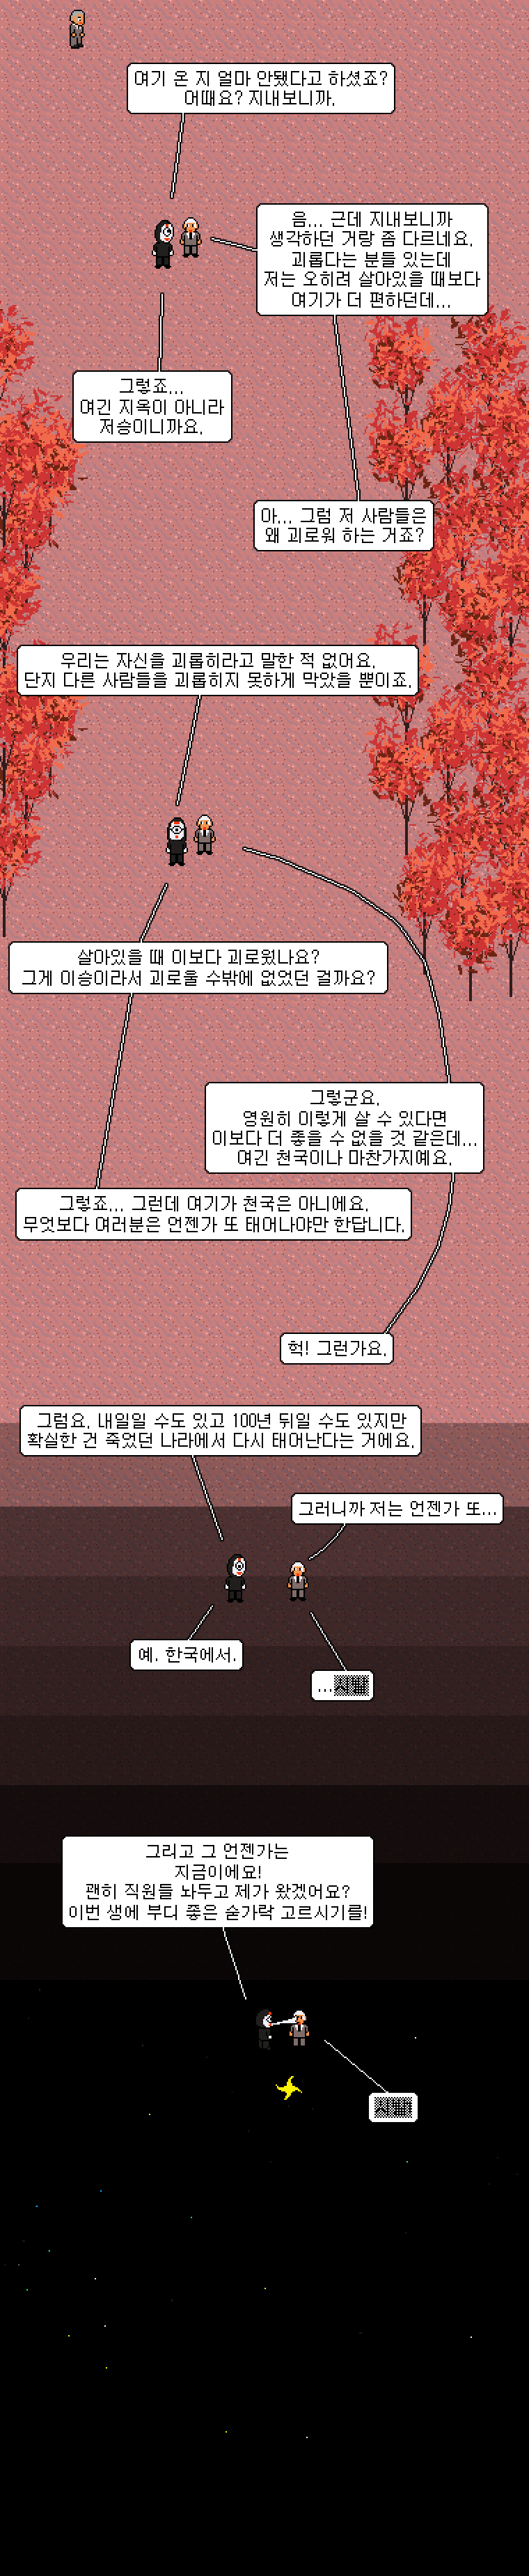 여기 온 지 얼마 안됐다고 하셨죠?
어때요? 지내보니까.
음... 근데 지내보니까
생각하던 거랑 좀 다르네요.
괴롭다는 분들 있는데
저는 오히려 살아있을 때보다
여기가 더 편하던데...
그렇죠...
여긴 지옥이 아니라
저승이니까요.
아... 그럼 저 사람들은
왜 괴로워 하는 거죠?
우리는 자신을 괴롭히라고 말한 적 없어요.
단지 다른 사람들을 괴롭히지 못하게 막았을 뿐이죠.
살아있을 때 이보다 괴로웠나요?
그게 이승이라서 괴로울 수밖에 없었던 걸까요?
그렇군요.
영원히 이렇게 살 수 있다면
이보다 더 좋을 수 없을 것 같은데...
여긴 천국이나 마찬가지예요.
그렇죠... 그런데 여기가 천국은 아니에요.
무엇보다 여러분은 언젠가 또 태어나야만 한답니다.
헉! 그런가요.
그럼요. 내일일 수도 있고 100년 뒤일 수도 있지만
확실한 건 죽었던 나라에서 다시 태어난다는 거에요.
그러니까 저는 언젠가 또...
예. 한국에서.
...시발
그리고 그 언젠가는
지금이에요!
괜히 직원들 놔두고 제가 왔겠어요?
이번 생에 부디 좋은 숟가락 고르시기를!
시발